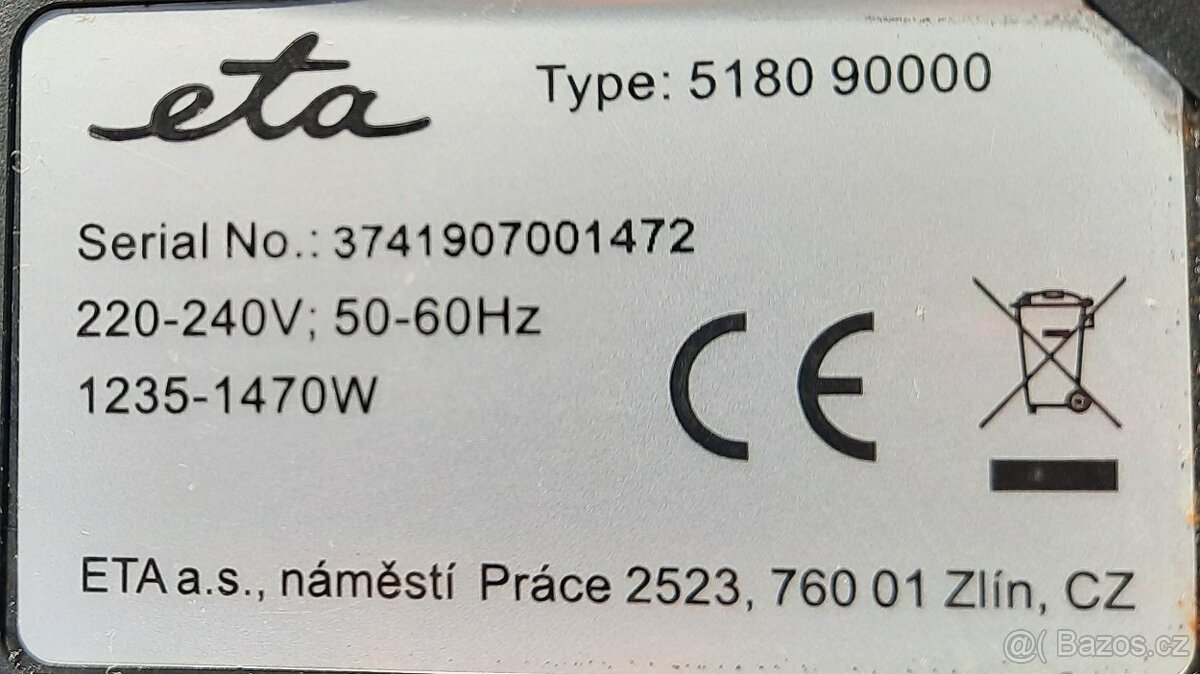 eta
Type: 5180 90000
Serial No.: 3741907001472
220-240V; 50-60Hz
1235-1470W
CE
ETA a.s., náměstí Práce 2523, 760 01 Zlín, CZ
@( Bazos.cz